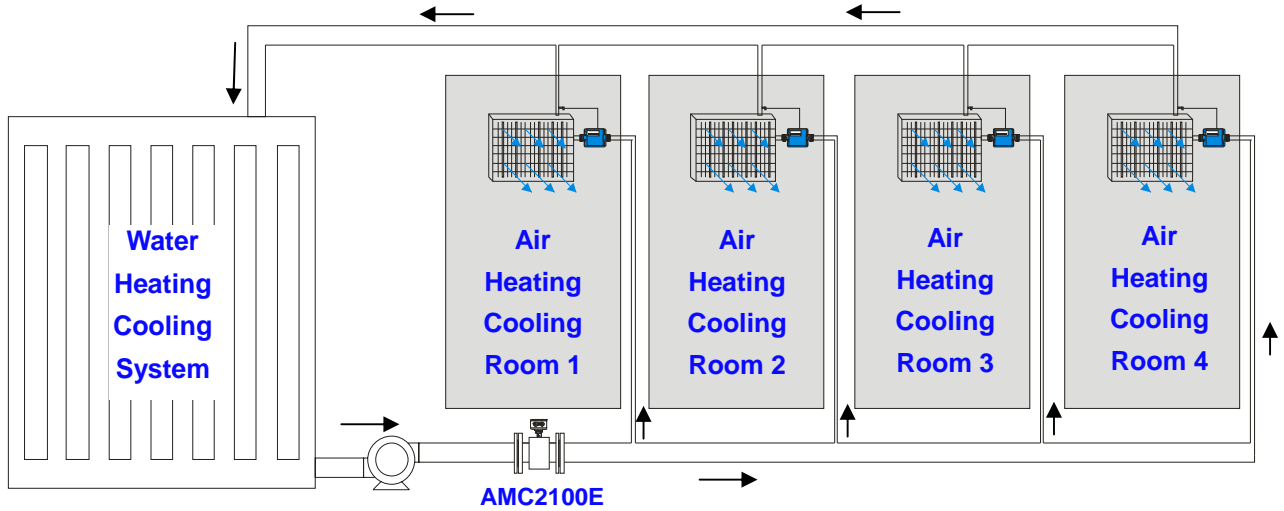 Water
Heating
Cooling
System
Air
Heating
Cooling
Room 1
Air
Heating
Cooling
Room 2
Air
Heating
Cooling
Room 3
Air
Heating
Cooling
Room 4
AMC2100E